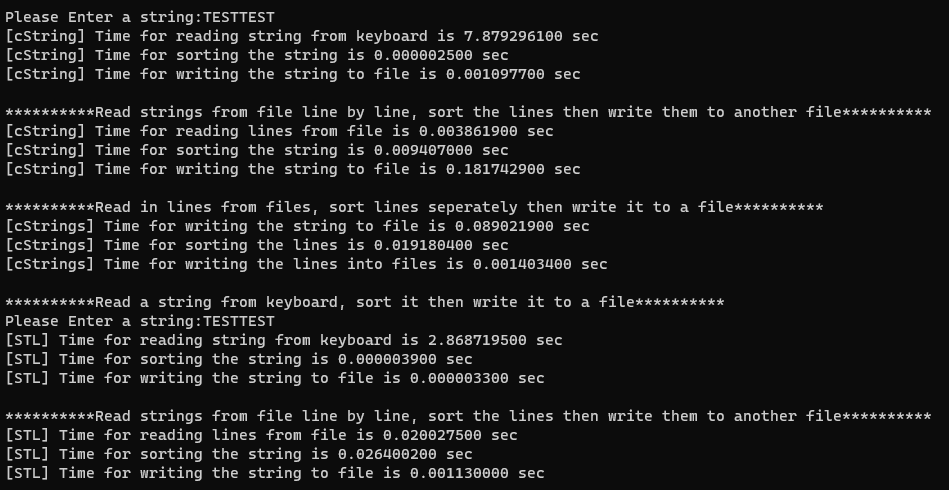 Please Enter a string:TESTTEST
[cString] Time for reading string from keyboard is 7.879296100 sec
[cString] Time for sorting the string is 0.000002500 sec
[cString] Time for writing the string to file is 0.001097700 sec
**********Read strings from file line by line, sort the lines then write them to another file**********
[cString] Time for reading lines from file is 0.003861900 sec
[cString] Time for sorting the string is 0.009407000 sec
[cString] Time for writing the string to file is 0.181742900 sec
**********Read in lines from files, sort lines seperately then write it to a file**********
[cStrings] Time for writing the string to file is 0.089021900 sec
[cStrings] Time for sorting the lines is 0.019180400 sec
[cStrings] Time for writing the lines into files is 0.001403400 sec
**********Read a string from keyboard, sort it then write it to a file**********
Please Enter a string:TESTTEST
[STL] Time for reading string from keyboard is 2.868719500 sec
[STL] Time for sorting the string is 0.000003900 sec
[STL] Time for writing the string to file is 0.000003300 sec
**********Read strings from file line by line, sort the lines then write them to another file**********
[STL] Time for reading lines from file is 0.020027500 sec
[STL] Time for sorting the string is 0.026400200 sec
[STL] Time for writing the string to file is 0.001130000 sec